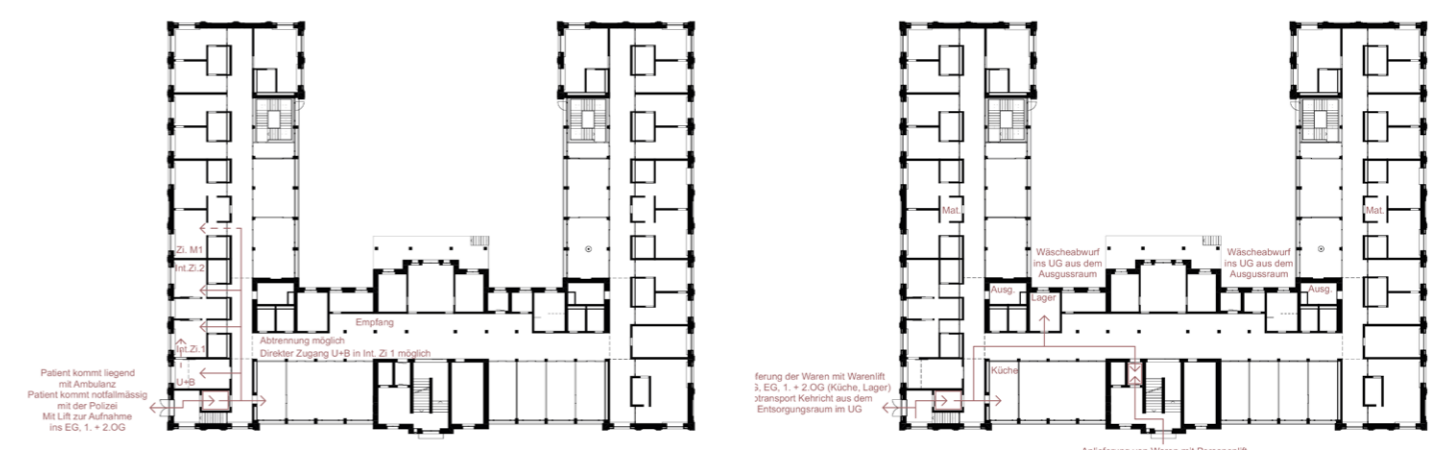 Zi. M1
Int.Zi.2
Empfang
Abtrennung möglich
Direkter Zugang U+B in Int. Zi 1 möglich
Int.Zi.1
U+B
Patient kommt liegend
mit Ambulanz
Patient kommt notfallmässig
mit der Polizei
Mit Lift zur Aufnahme
ins EG, 1. + 2.OG
Mat.
Mat.
Wäscheabwurf
ins UG aus dem
Ausgussraum
Wäscheabwurf
ins UG aus dem
Ausgussraum
Ausg.
Lager
Ausg.
Küche
ferung der Waren mit Warenlift
EG, 1. + 2.OG (Küche, Lager)
transport Kehricht aus dem
Entsorgungsraum im UG